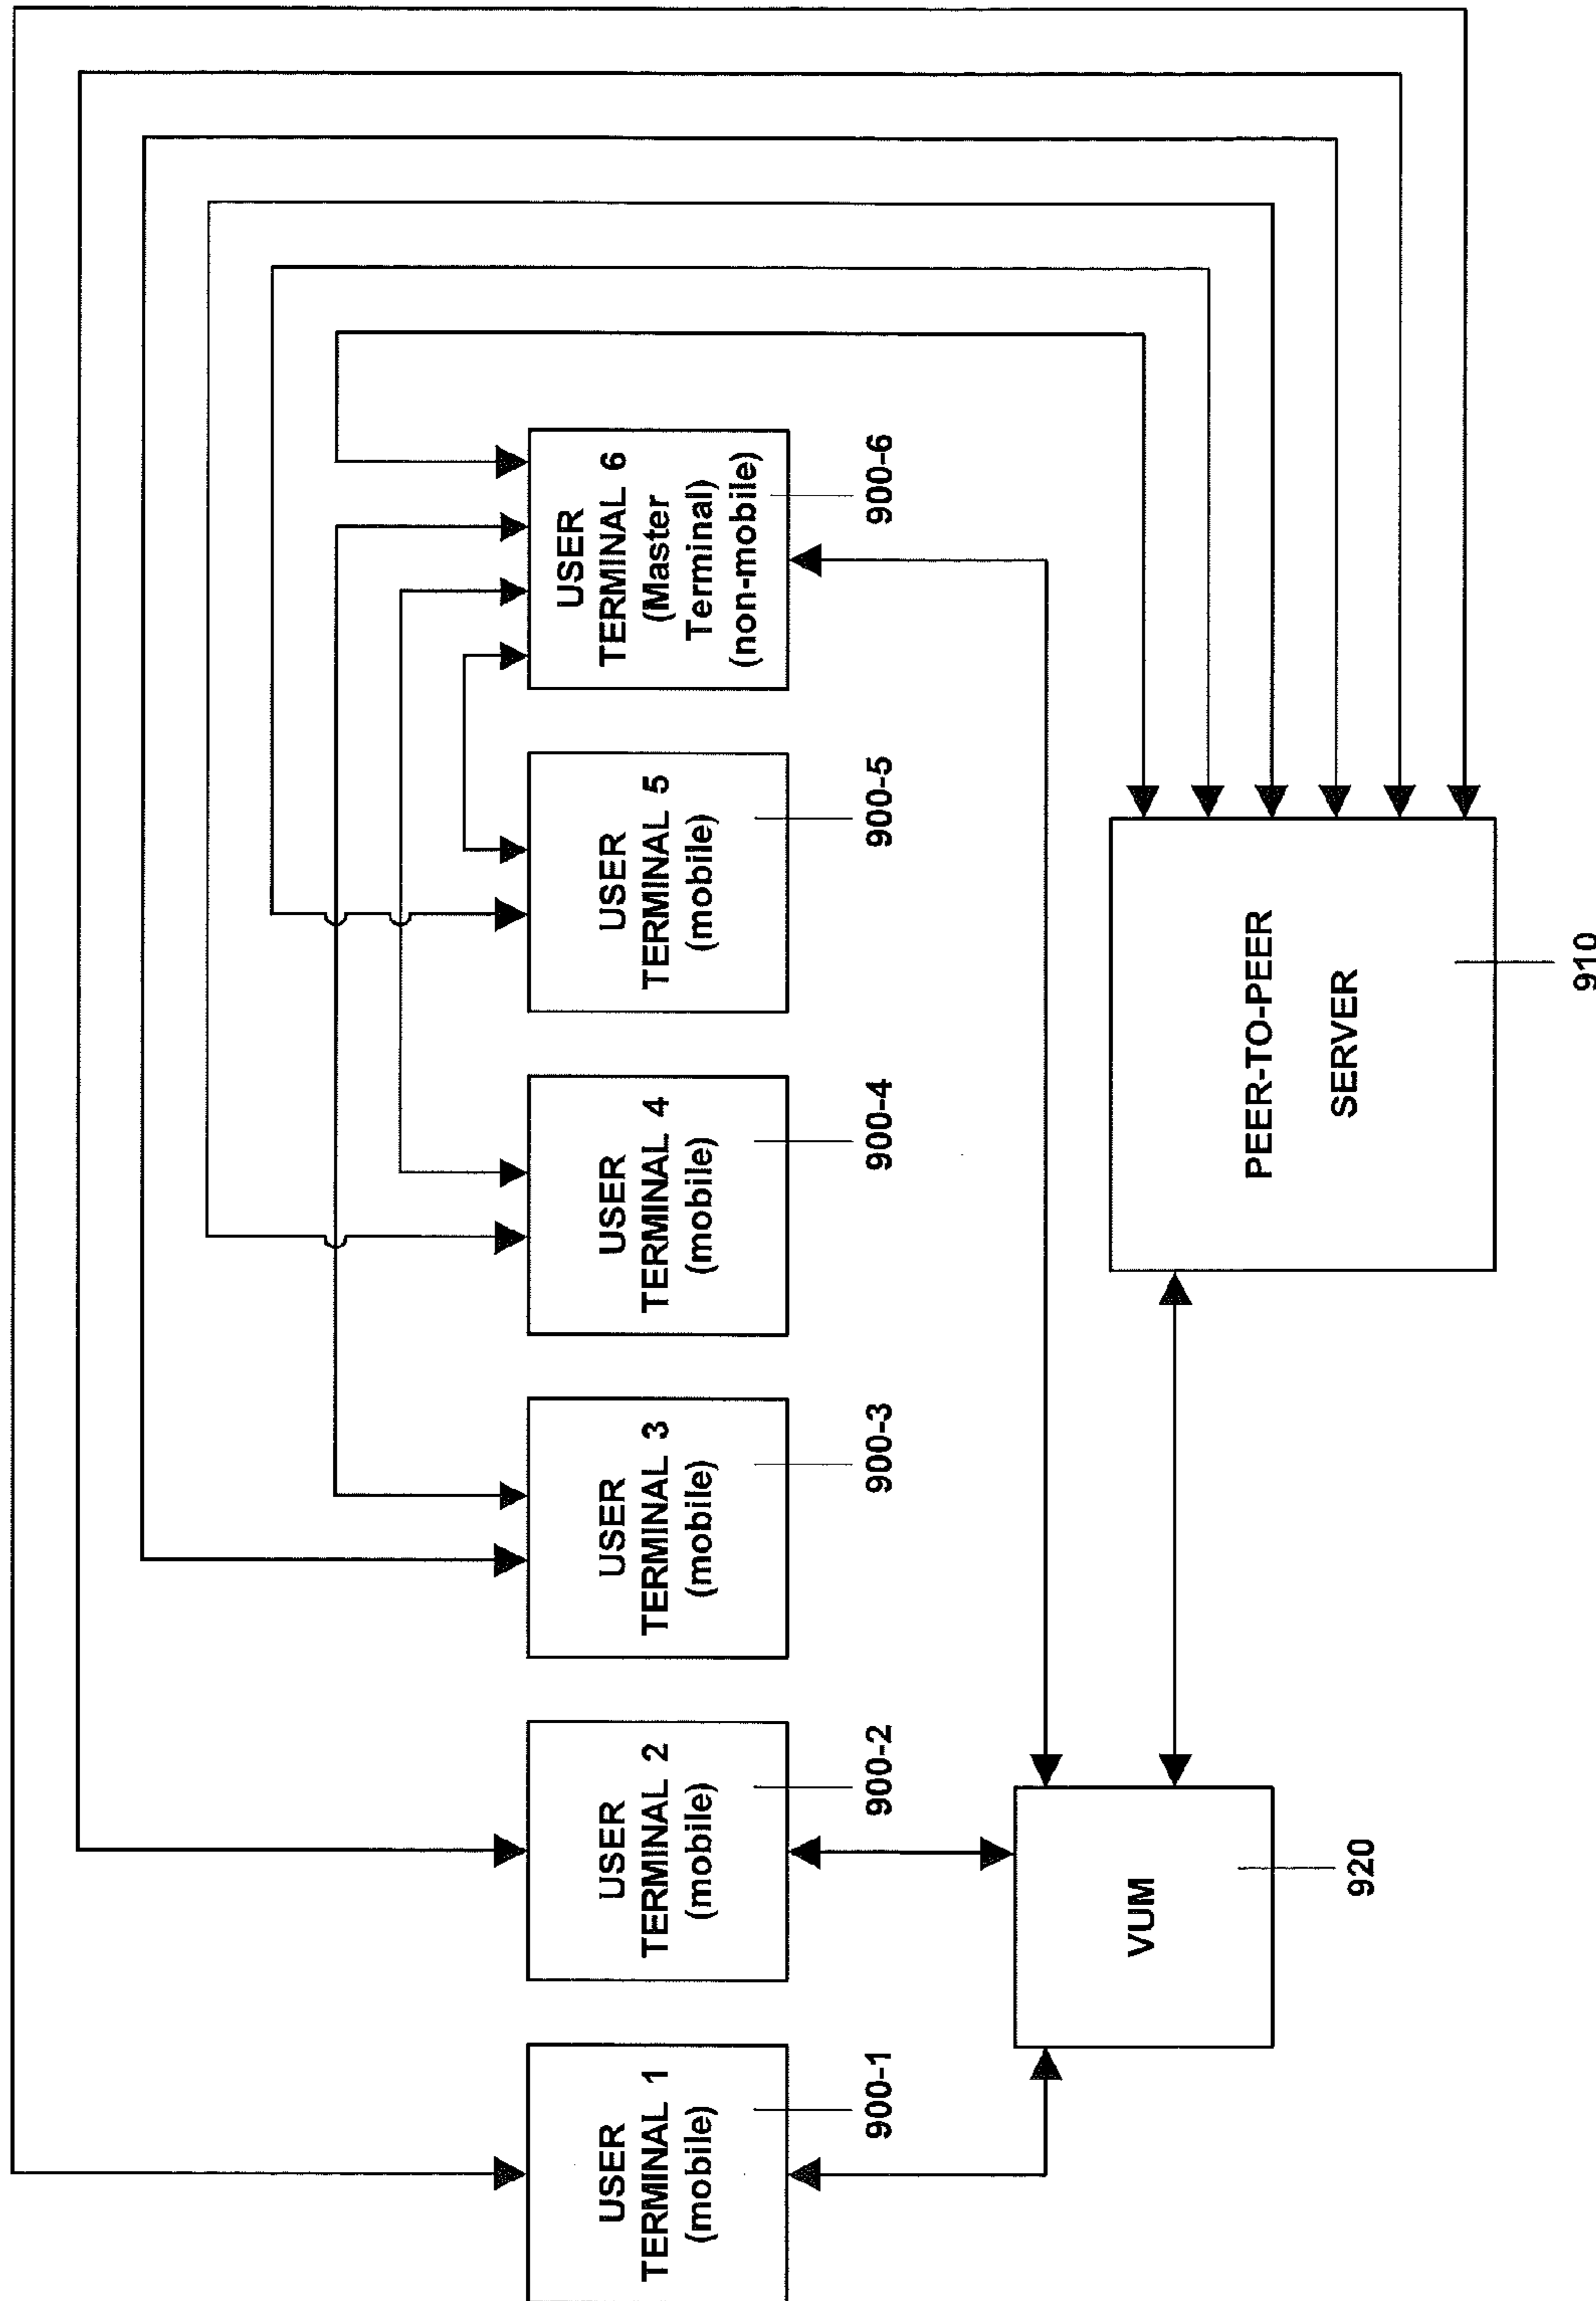 USER
TERMINAL 1
(mobile)
900-1
USER
TERMINAL 2
(mobile)
900-2
USER
TERMINAL 3
(mobile)
900-3
USER
TERMINAL 4
(mobile)
900-4
USER
TERMINAL 5
(mobile)
900-5
USER
TERMINAL 6
(Master
Terminal)
(non-mobile)
900-6
VUM
920
PEER-TO-PEER
SERVER
910